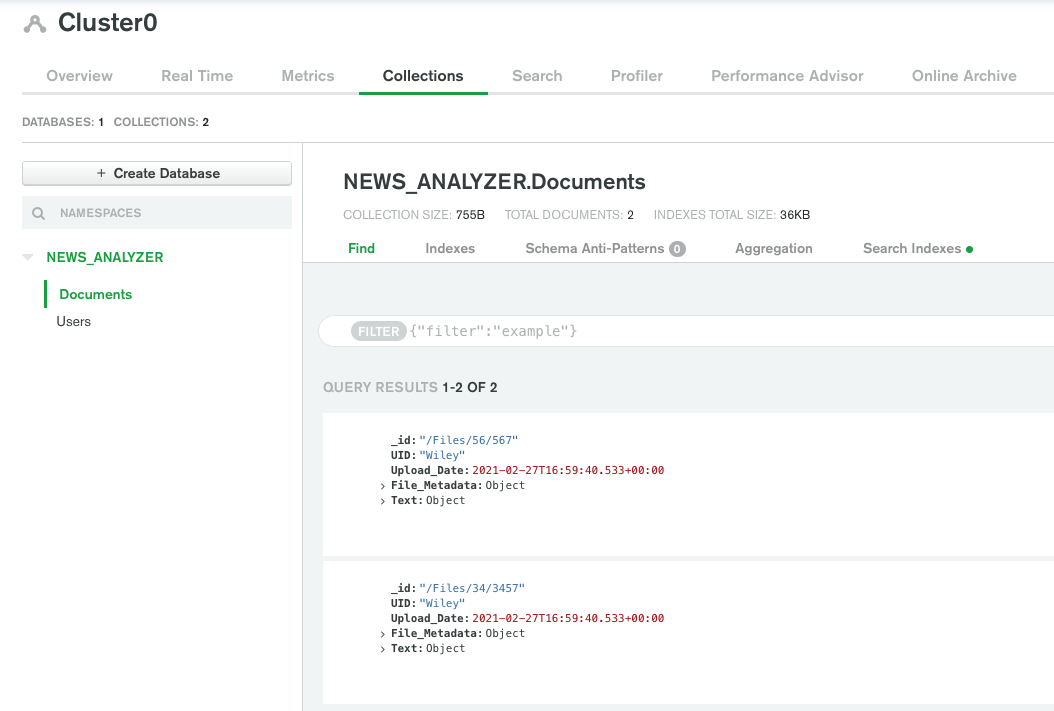 Cluster0
Overview Real Time Metrics Collections Search Profiler Performance Advisor Online Archive
DATABASES: 1 COLLECTIONS: 2
+ Create Database
NAMESPACES
NEWS_ANALYZER
Documents
Users
NEWS_ANALYZER.Documents
COLLECTION SIZE: 755B TOTAL DOCUMENTS: 2 INDEXES TOTAL SIZE: 36KB
Find Indexes Schema Anti-Patterns 0 Aggregation Search Indexes
FILTER {"filter":"example"}
QUERY RESULTS 1-2 OF 2
_id: "/Files/56/567"
UID: "Wiley"
Upload_Date: 2021-02-27T16:59:40.533+00:00
> File_Metadata: Object
> Text: Object
_id: "/Files/34/3457"
UID: "Wiley"
Upload_Date: 2021-02-27T16:59:40.533+00:00
> File_Metadata: Object
> Text: Object